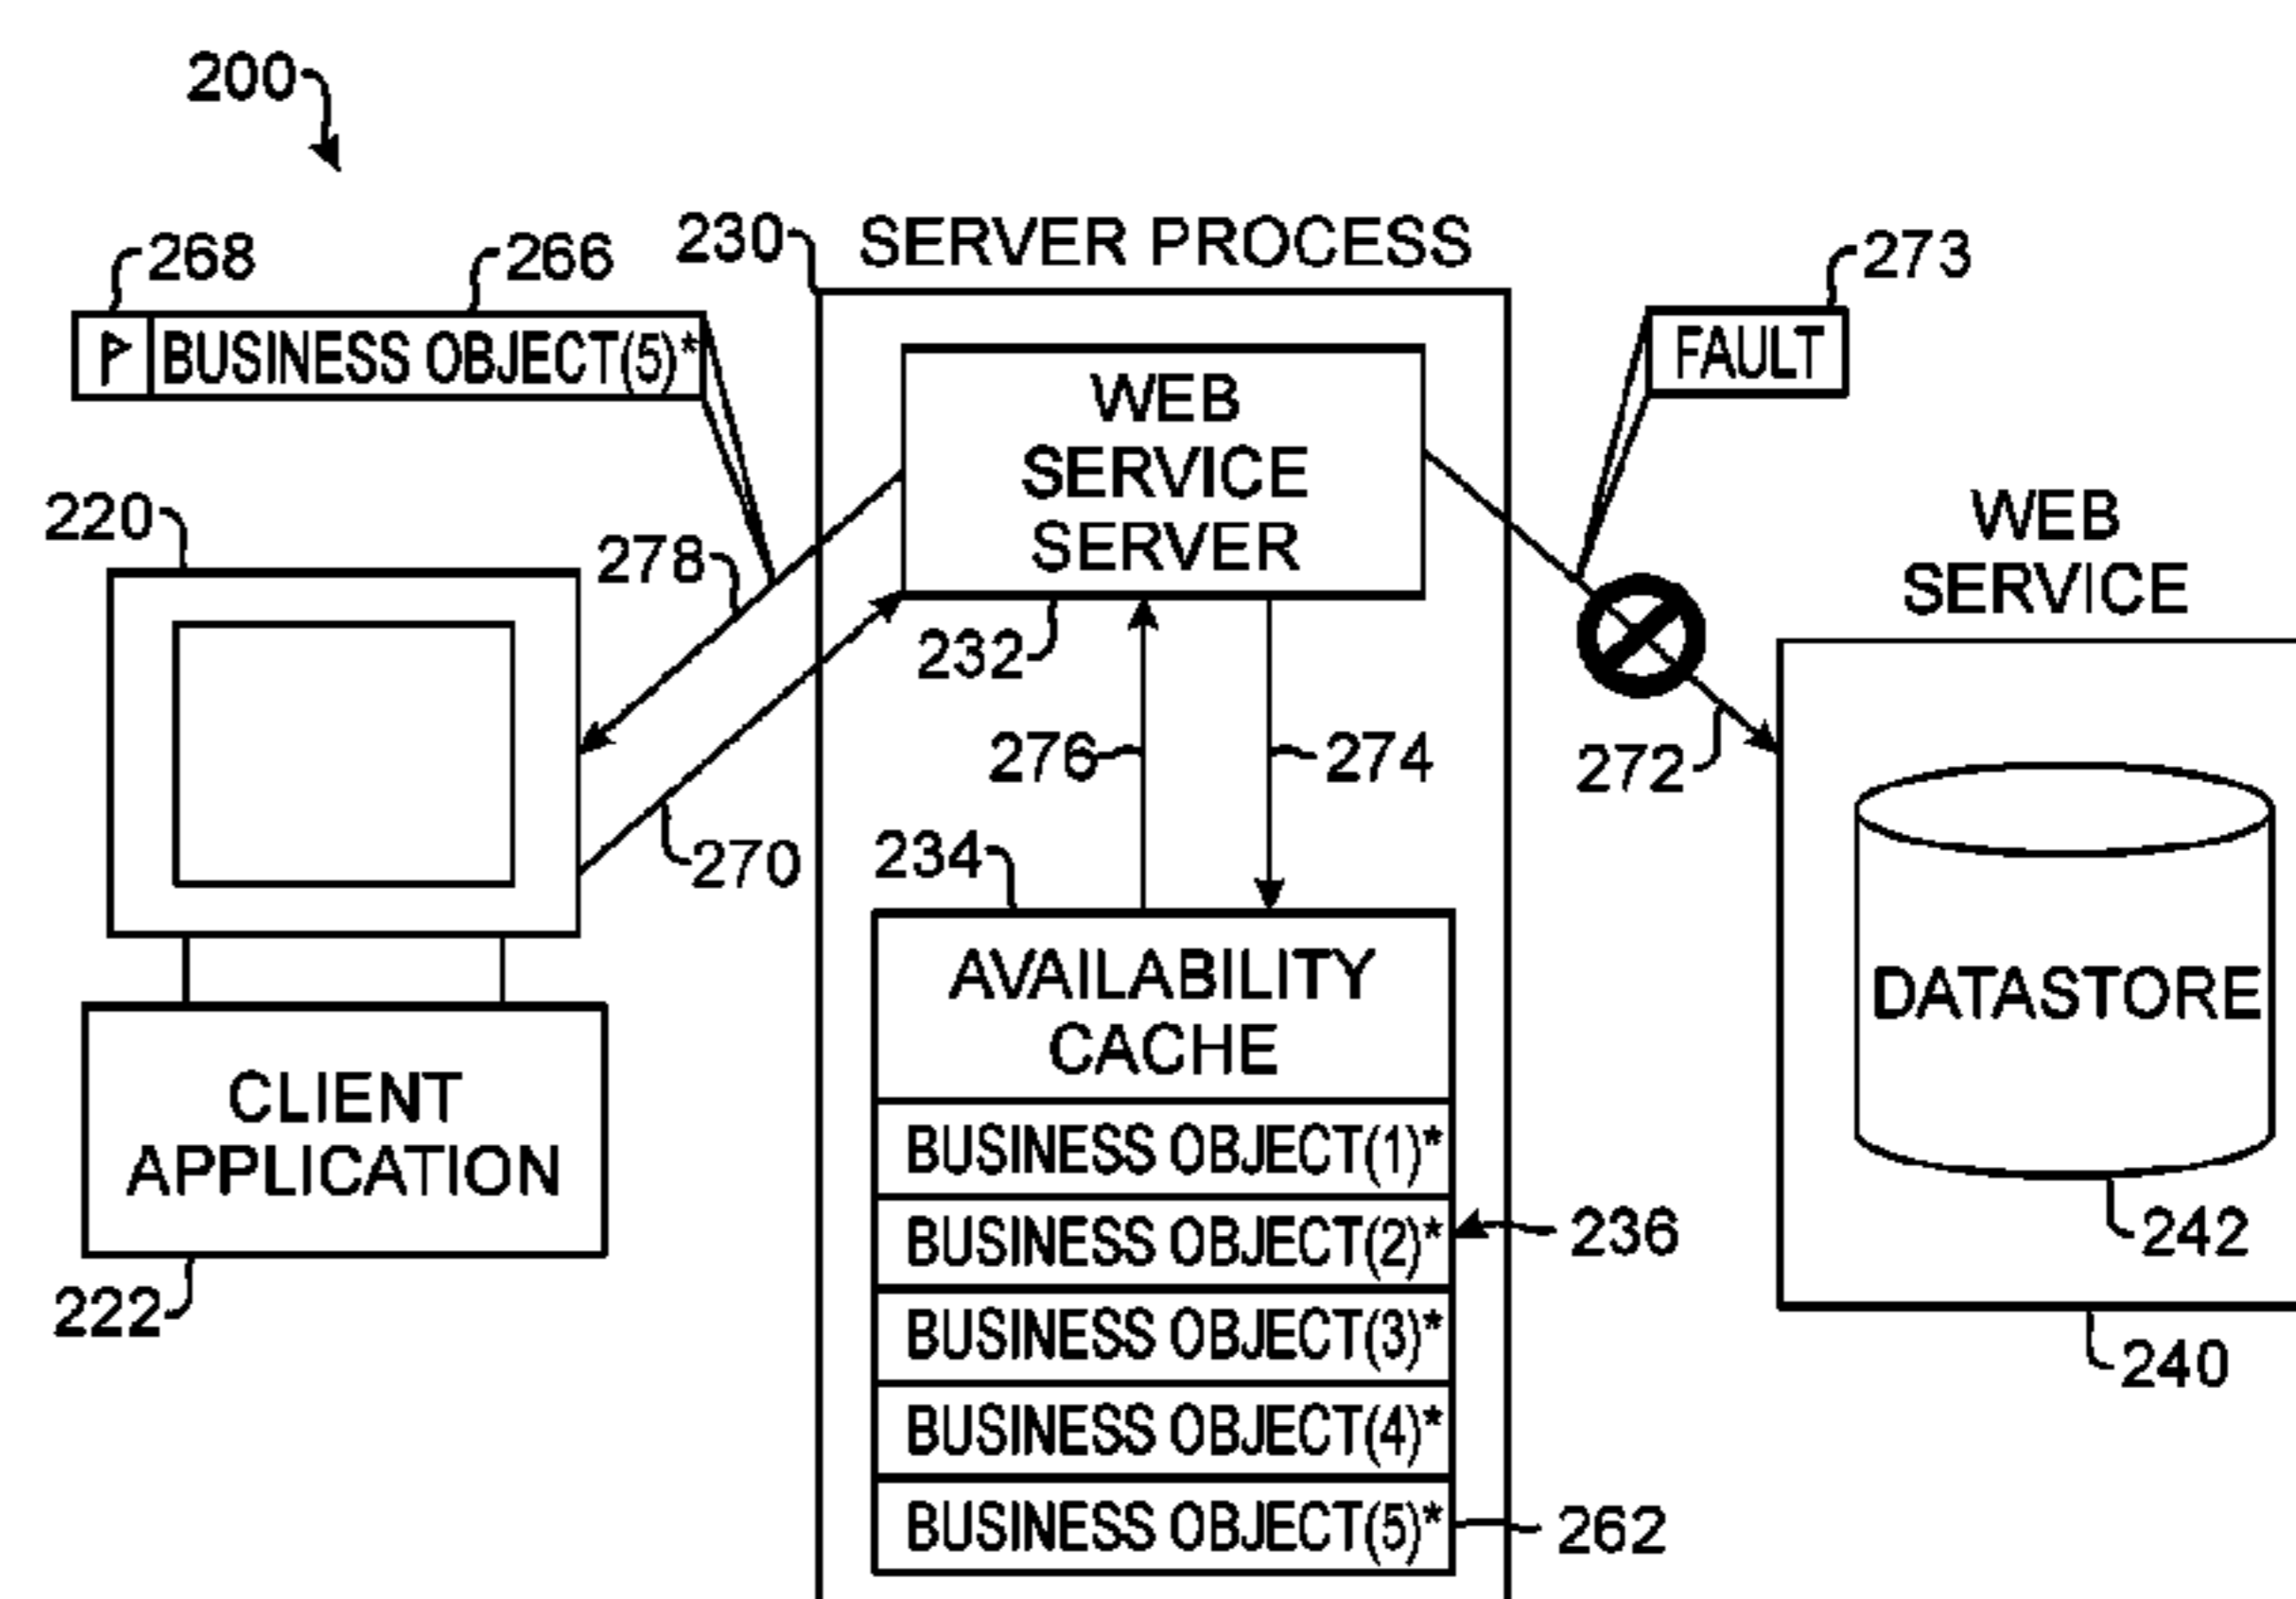 200
268
266
230
SERVER PROCESS
273
BUSINESS OBJECT(5)*
FAULT
WEB
SERVICE
SERVER
220
278
232
WEB
SERVICE
276
274
272
270
234
AVAILABILITY
CACHE
DATASTORE
CLIENT
APPLICATION
BUSINESS OBJECT(1)*
BUSINESS OBJECT(2)*
236
242
222
BUSINESS OBJECT(3)*
240
BUSINESS OBJECT(4)*
BUSINESS OBJECT(5)*
262